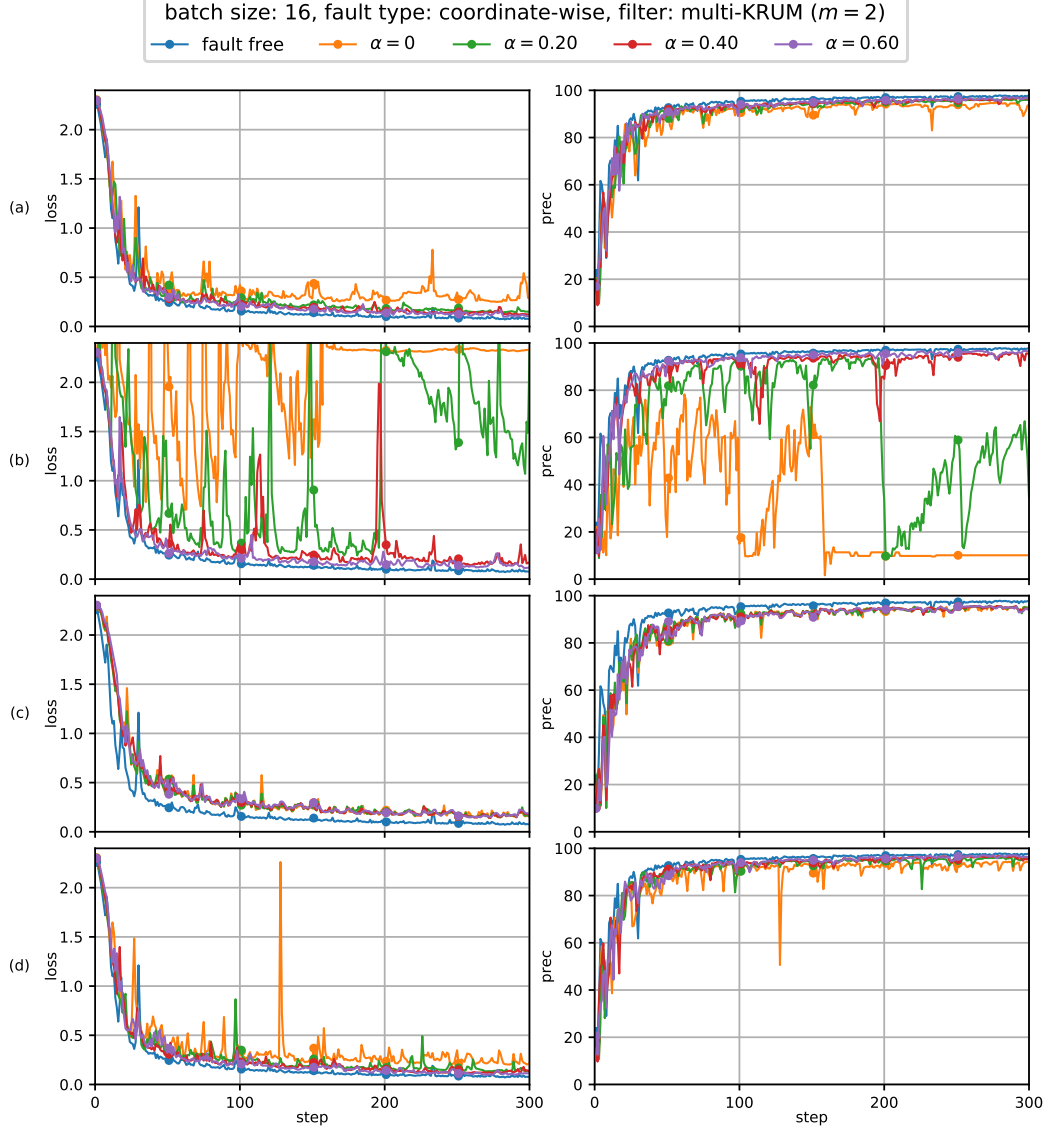 batch size: 16, fault type: coordinate-wise, filter: multi-KRUM (m = 2)
fault free α = 0 α = 0.20 α = 0.40 α = 0.60
(a)
loss
2.0
1.5
1.0
0.5
0.0
prec
100
80
60
40
20
0
(b)
loss
2.0
1.5
1.0
0.5
0.0
prec
100
80
60
40
20
0
(c)
loss
2.0
1.5
1.0
0.5
0.0
prec
100
80
60
40
20
0
(d)
loss
2.0
1.5
1.0
0.5
0.0
prec
100
80
60
40
20
0
0 100 200 300
step
0 100 200 300
step